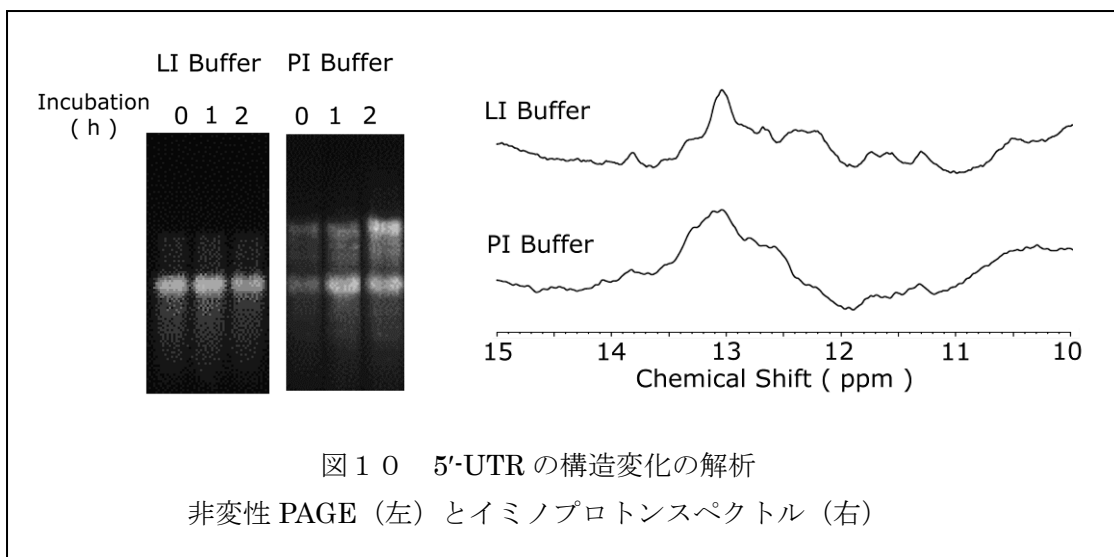 LI Buffer PI Buffer
Incubation
( h )
0 1 2 0 1 2
LI Buffer
PI Buffer
15 14 13 12 11 10
Chemical Shift ( ppm )
図１０ 5′-UTR の構造変化の解析
非変性 PAGE（左）とイミノプロトンスペクトル（右）